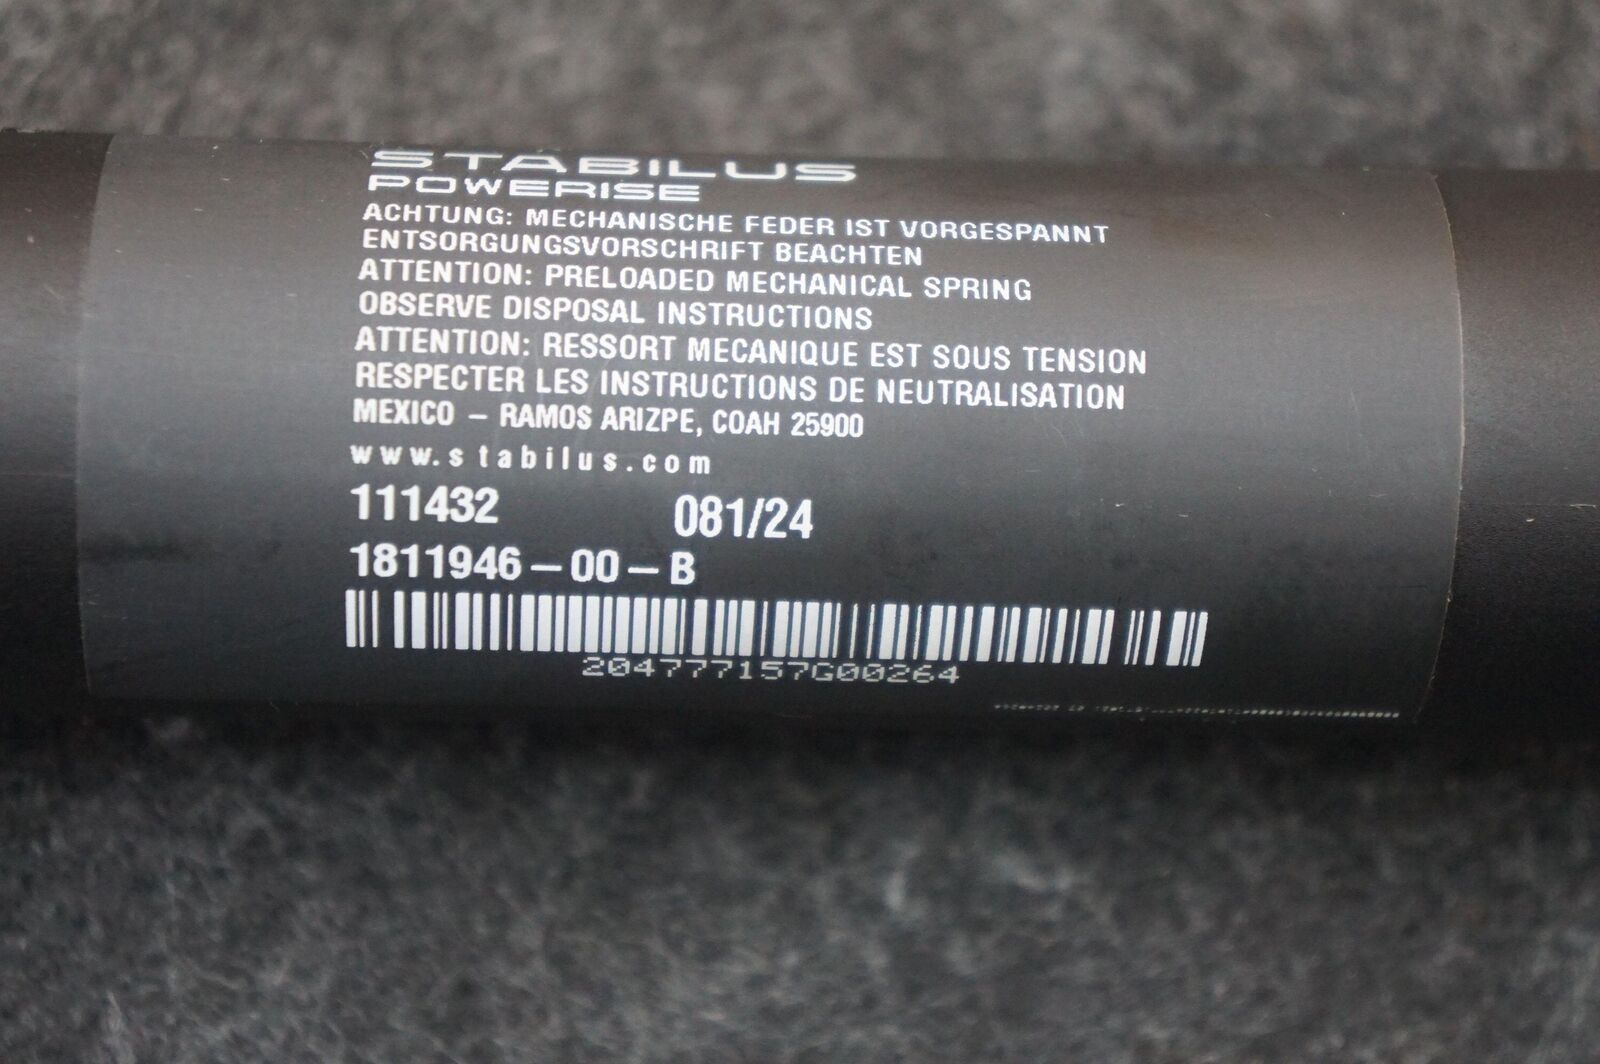 STABILUS
POWERISE
ACHTUNG: MECHANISCHE FEDER IST VORGESPANNT
ENTSORGUNGSVORSCHRIFT BEACHTEN
ATTENTION: PRELOADED MECHANICAL SPRING
OBSERVE DISPOSAL INSTRUCTIONS
ATTENTION: RESSORT MECANIQUE EST SOUS TENSION
RESPECTER LES INSTRUCTIONS DE NEUTRALISATION
MEXICO – RAMOS ARIZPE, COAH 25900
www.stabilus.com
111432 081/24
1811946–00–B
204777157G00264